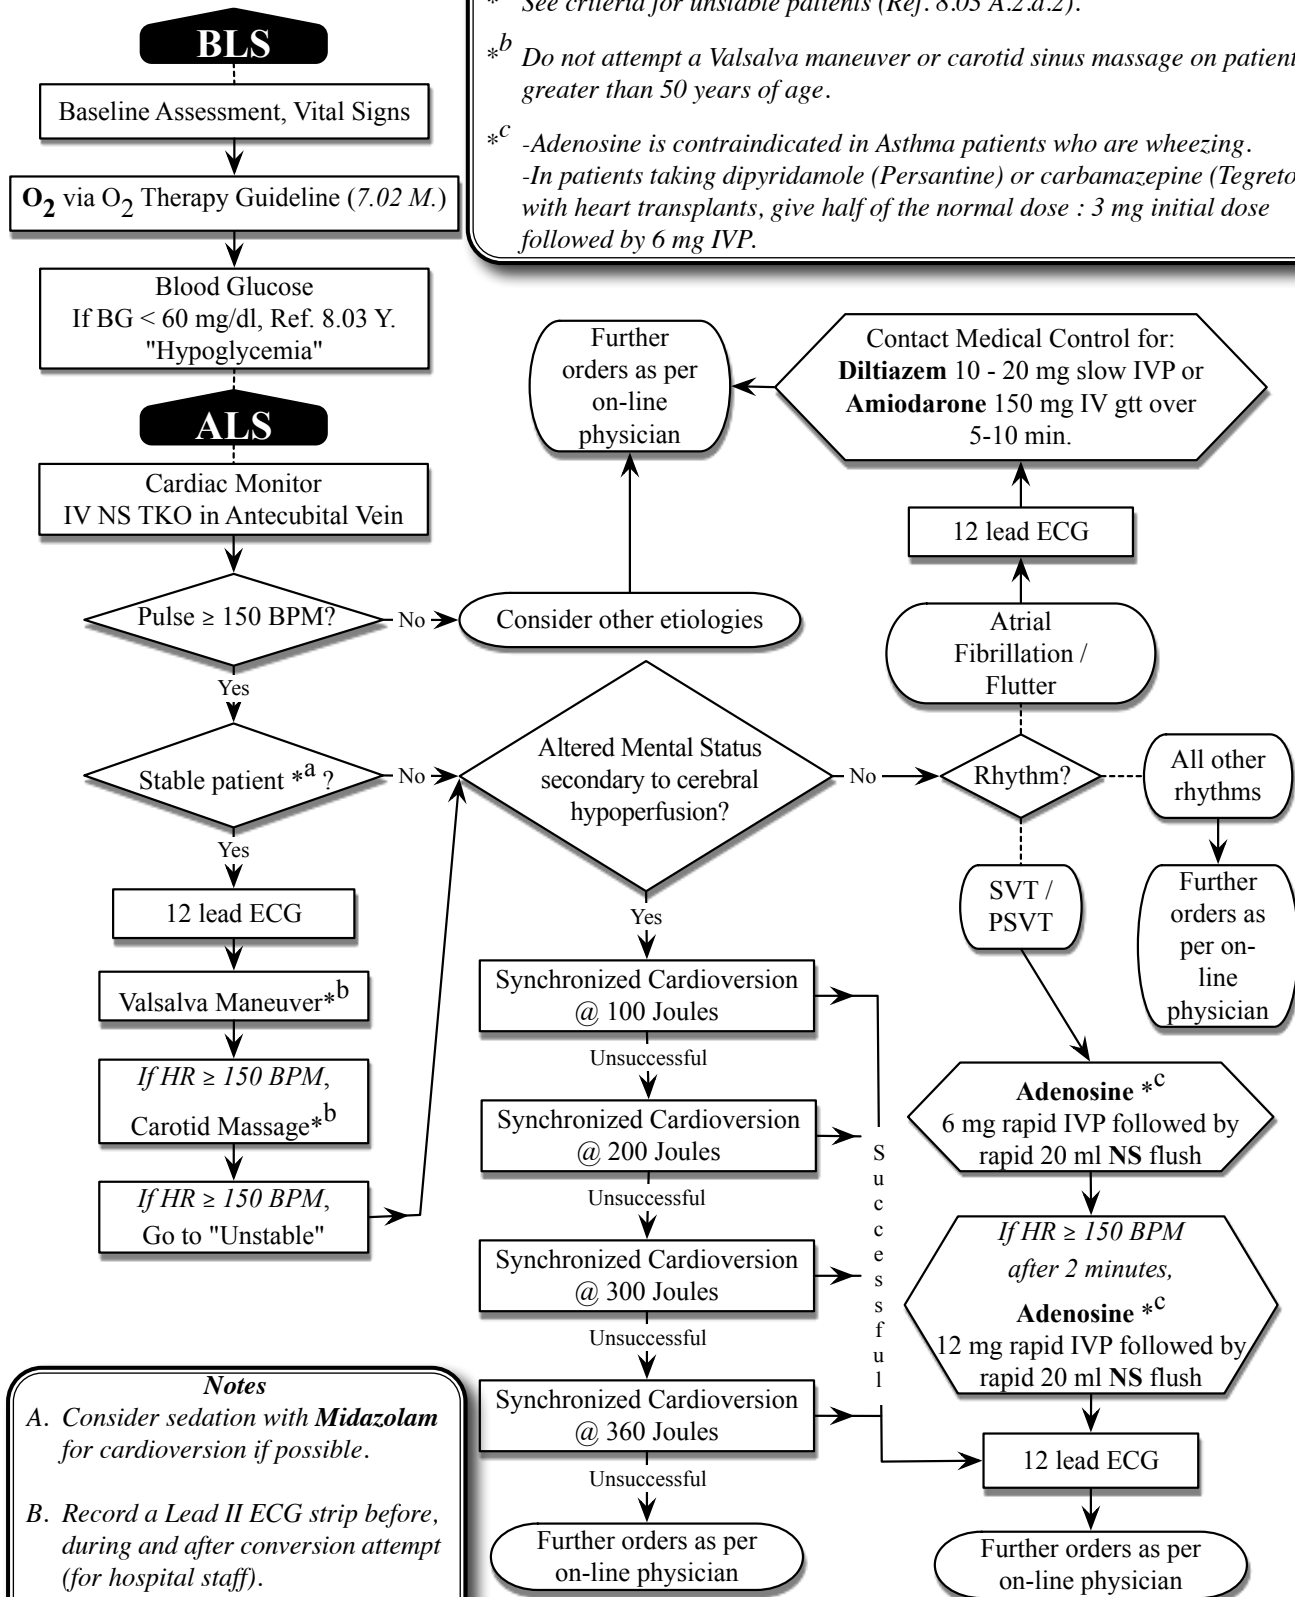 * See criteria for unstable patients (Ref. 8.05 A.2.a.2).
*b Do not attempt a Valsalva maneuver or carotid sinus massage on patient
greater than 50 years of age.
*c -Adenosine is contraindicated in Asthma patients who are wheezing.
-In patients taking dipyridamole (Persantine) or carbamazepine (Tegreto
with heart transplants, give half of the normal dose : 3 mg initial dose
followed by 6 mg IVP.
BLS
Baseline Assessment, Vital Signs
O2 via O2 Therapy Guideline (7.02 M.)
Blood Glucose
If BG < 60 mg/dl, Ref. 8.03 Y.
"Hypoglycemia"
ALS
Cardiac Monitor
IV NS TKO in Antecubital Vein
Pulse ≥ 150 BPM?
No
Consider other etiologies
Further
orders as per
on-line
physician
Contact Medical Control for:
Diltiazem 10 - 20 mg slow IVP or
Amiodarone 150 mg IV gtt over
5-10 min.
12 lead ECG
Atrial
Fibrillation /
Flutter
Yes
Stable patient *a ?
No
Altered Mental Status
secondary to cerebral
hypoperfusion?
No
Rhythm?
All other
rhythms
Further
orders as
per on-
line
physician
SVT /
PSVT
Yes
12 lead ECG
Valsalva Maneuver*b
If HR ≥ 150 BPM,
Carotid Massage*b
If HR ≥ 150 BPM,
Go to "Unstable"
Yes
Synchronized Cardioversion
@ 100 Joules
Unsuccessful
Synchronized Cardioversion
@ 200 Joules
Unsuccessful
Synchronized Cardioversion
@ 300 Joules
Unsuccessful
Synchronized Cardioversion
@ 360 Joules
Unsuccessful
Further orders as per
on-line physician
Successful
Adenosine *c
6 mg rapid IVP followed by
rapid 20 ml NS flush
If HR ≥ 150 BPM
after 2 minutes,
Adenosine *c
12 mg rapid IVP followed by
rapid 20 ml NS flush
12 lead ECG
Further orders as per
on-line physician
Notes
A. Consider sedation with Midazolam
for cardioversion if possible.
B. Record a Lead II ECG strip before,
during and after conversion attempt
(for hospital staff).